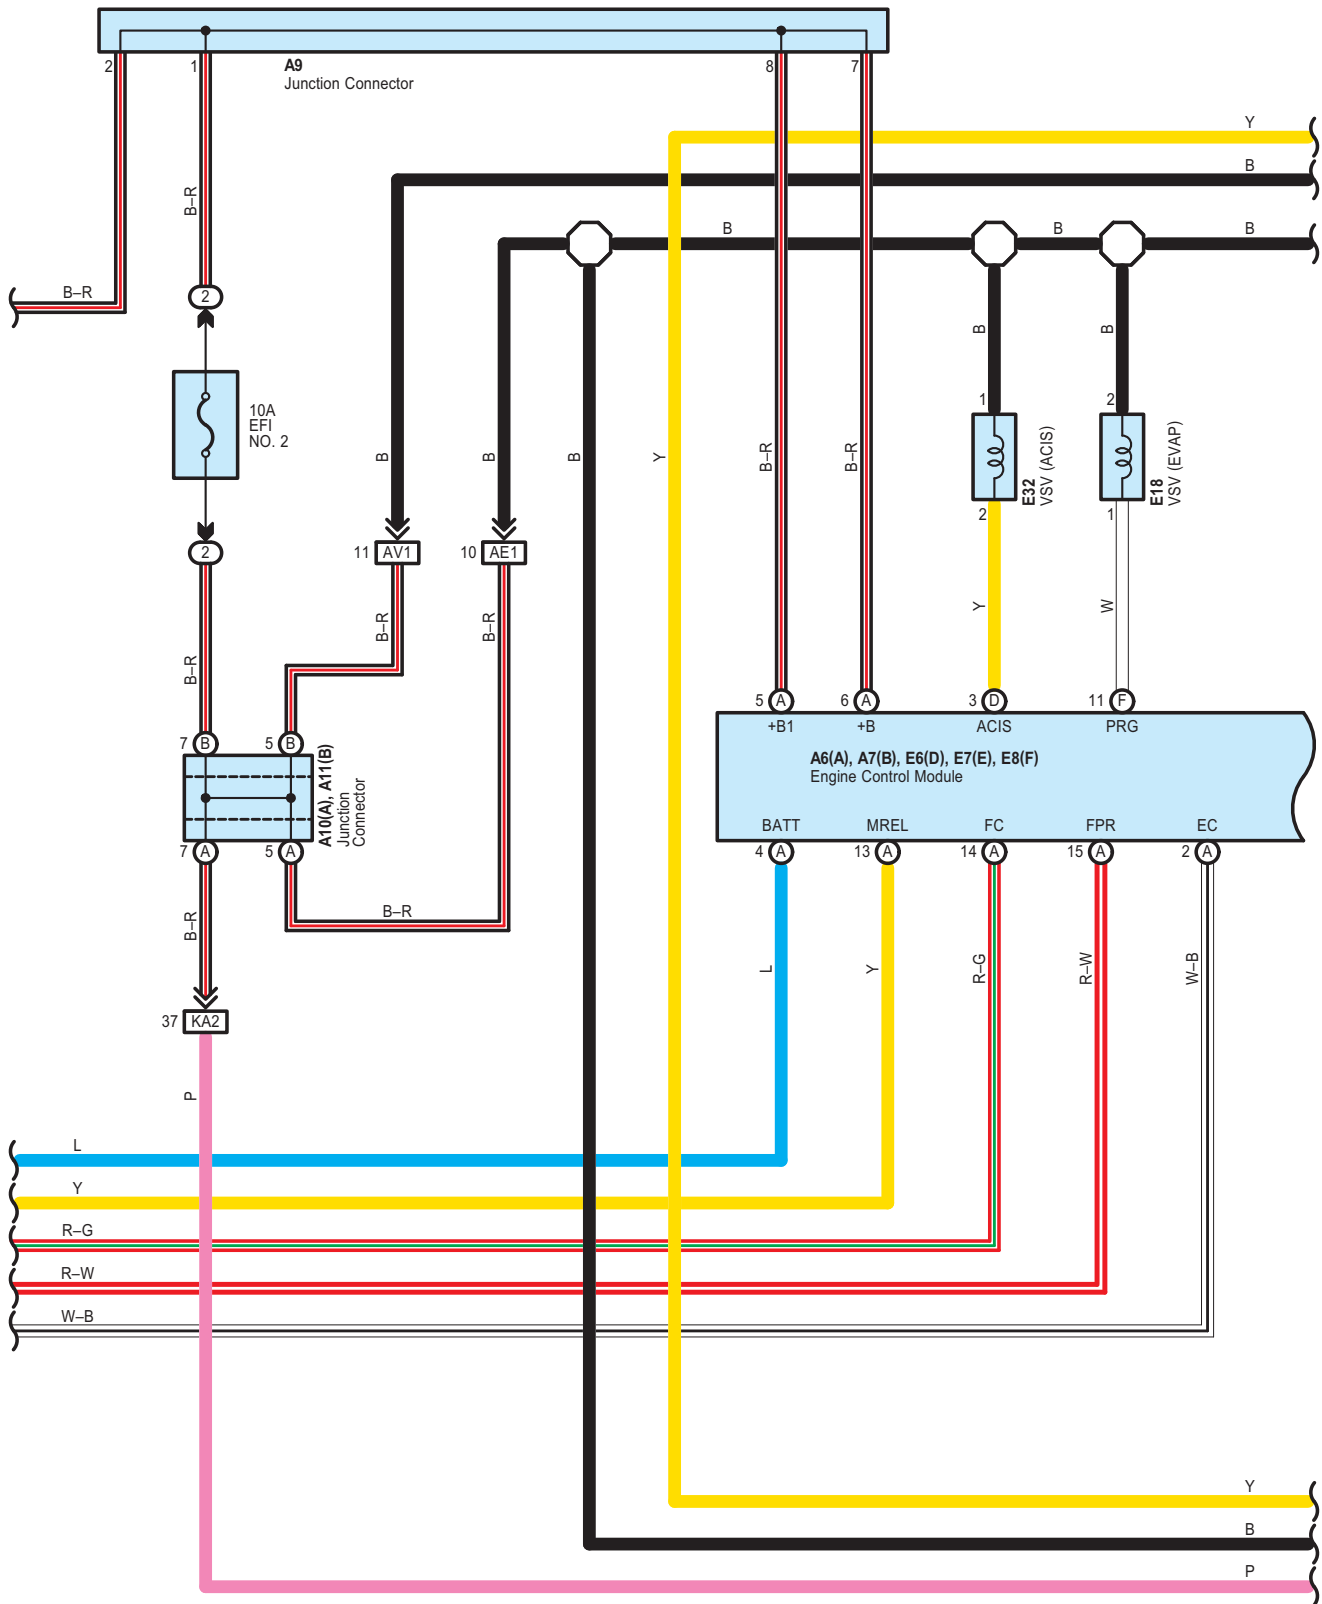 2
1
A9
Junction Connector
8
7
Y
B
B
B
B
B–R
B–R
2
10A
EFI
NO. 2
B
B
B
B
B
Y
B–R
B–R
1
2
E32
VSV (ACIS)
E18
VSV (EVAP)
2
1
2
11 AV1
10 AE1
B–R
B–R
B–R
Y
W
5 A
6 A
3 D
11 F
+B1
+B
ACIS
PRG
7 B
5 B
A10(A), A11(B)
Junction
Connector
A6(A), A7(B), E6(D), E7(E), E8(F)
Engine Control Module
BATT
MREL
FC
FPR
EC
7 A
5 A
4 A
13 A
14 A
15 A
2 A
B–R
B–R
L
Y
R–G
R–W
W–B
37 KA2
P
L
Y
R–G
R–W
W–B
Y
B
P